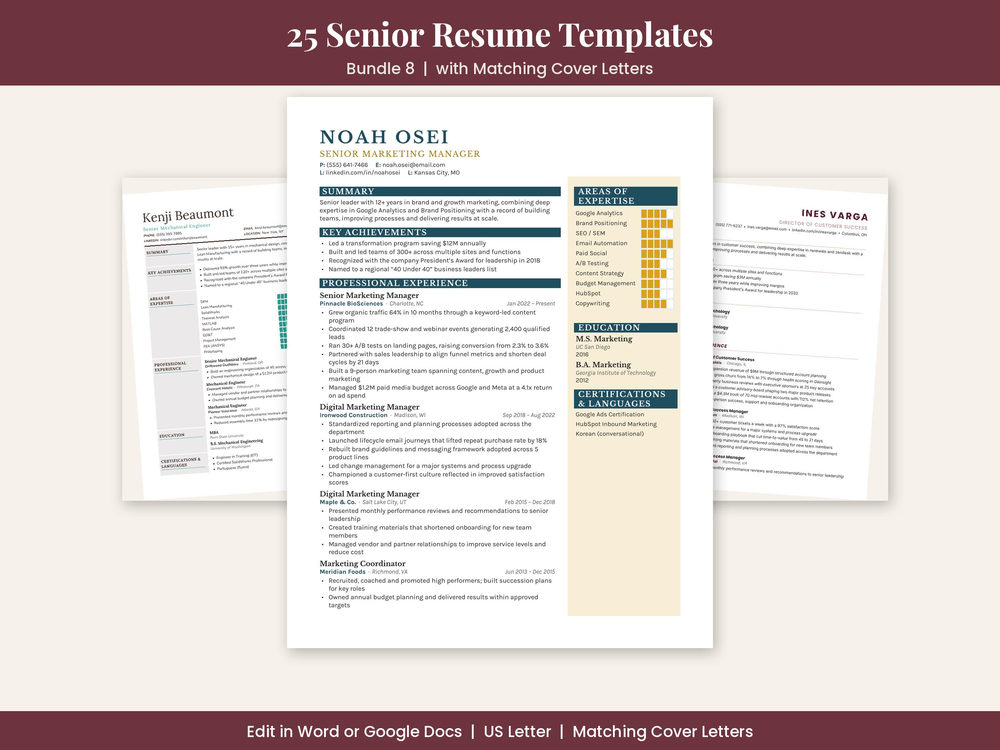 25 Senior Resume Templates
Bundle 8 | with Matching Cover Letters
Kenji Beaumont
Senior Mechanical Engineer
SUMMARY
KEY ACHIEVEMENTS
AREAS OF
EXPERTISE
PROFESSIONAL
EXPERIENCE
Senior Mechanical Engineer
Mechanical Engineer
Mechanical Engineer
EDUCATION
MBA
B.S. Mechanical Engineering
CERTIFICATIONS &
LANGUAGES
NOAH OSEI
SENIOR MARKETING MANAGER
P: (555) 641-7466 E: noah.osei@email.com
L: linkedin.com/in/noahosei L: Kansas City, MO
SUMMARY
Senior leader with 12+ years in brand and growth marketing, combining deep
expertise in Google Analytics and Brand Positioning with a record of building
teams, improving processes and delivering results at scale.
KEY ACHIEVEMENTS
• Led a transformation program saving $12M annually
• Built and led teams of 300+ across multiple sites and functions
• Recognized with the company President's Award for leadership in 2018
• Named to a regional "40 Under 40" business leaders list
PROFESSIONAL EXPERIENCE
Senior Marketing Manager
Pinnacle BioSciences · Charlotte, NC Jan 2022 – Present
• Grew organic traffic 64% in 10 months through a keyword-led content
program
• Coordinated 12 trade-show and webinar events generating 2,400 qualified
leads
• Ran 30+ A/B tests on landing pages, raising conversion from 2.3% to 3.6%
• Partnered with sales leadership to align funnel metrics and shorten deal
cycles by 21 days
• Built a 9-person marketing team spanning content, growth and product
marketing
• Managed $1.2M paid media budget across Google and Meta at 4.1x return
on ad spend
Digital Marketing Manager
Ironwood Construction · Madison, WI Sep 2018 – Aug 2022
• Standardized reporting and planning processes adopted across the
department
• Launched lifecycle email journeys that lifted repeat purchase rate by 18%
• Rebuilt brand guidelines and messaging framework adopted across 5
product lines
• Led change management for a major systems and process upgrade
• Championed a customer-first culture reflected in improved satisfaction
scores
Digital Marketing Manager
Maple & Co. · Salt Lake City, UT Feb 2015 – Dec 2018
• Presented monthly performance reviews and recommendations to senior
leadership
• Created training materials that shortened onboarding for new team
members
• Managed vendor and partner relationships to improve service levels and
reduce cost
Marketing Coordinator
Meridian Foods · Richmond, VA Jun 2013 – Dec 2015
• Recruited, coached and promoted high performers; built succession plans
for key roles
• Owned annual budget planning and delivered results within approved
targets
AREAS OF
EXPERTISE
Google Analytics
Brand Positioning
SEO / SEM
Email Automation
Paid Social
A/B Testing
Content Strategy
Budget Management
HubSpot
Copywriting
EDUCATION
M.S. Marketing
UC San Diego
2016
B.A. Marketing
Georgia Institute of Technology
2012
CERTIFICATIONS
& LANGUAGES
Google Ads Certification
HubSpot Inbound Marketing
Korean (conversational)
INES VARGA
DIRECTOR OF CUSTOMER SUCCESS
Edit in Word or Google Docs | US Letter | Matching Cover Letters